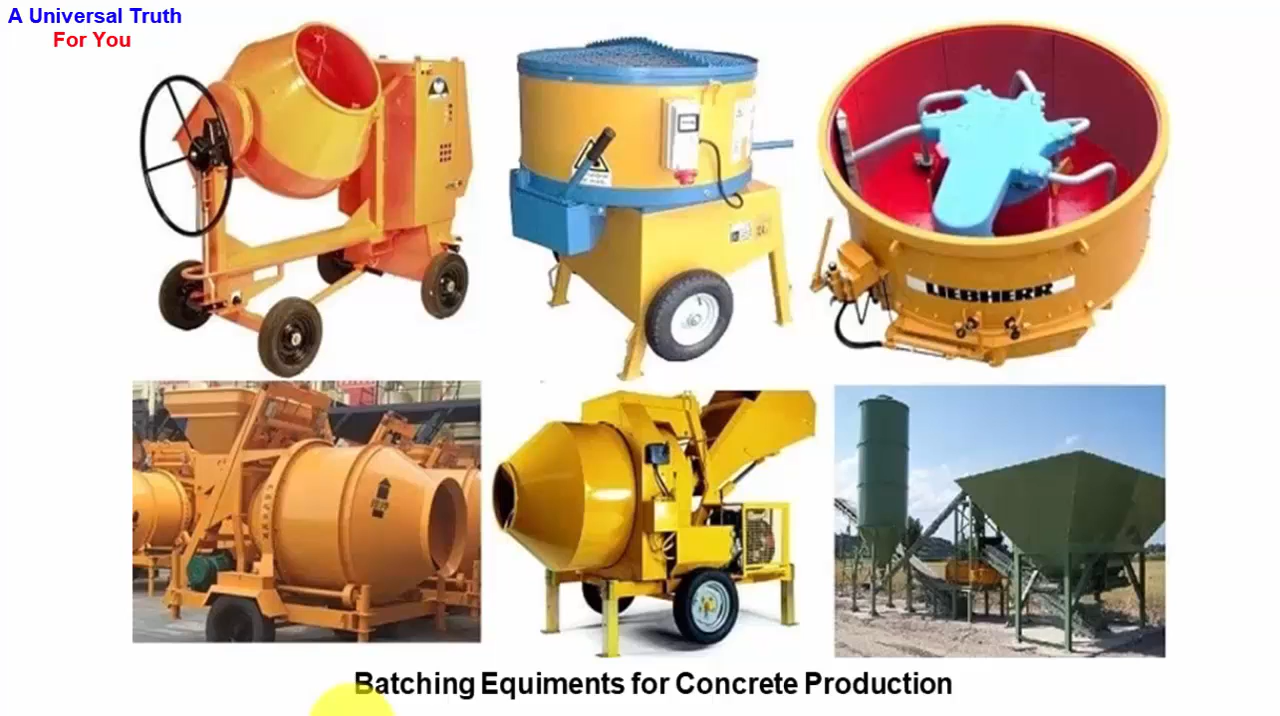 A Universal Truth
For You
LIEBHERR
Batching Equiments for Concrete Production